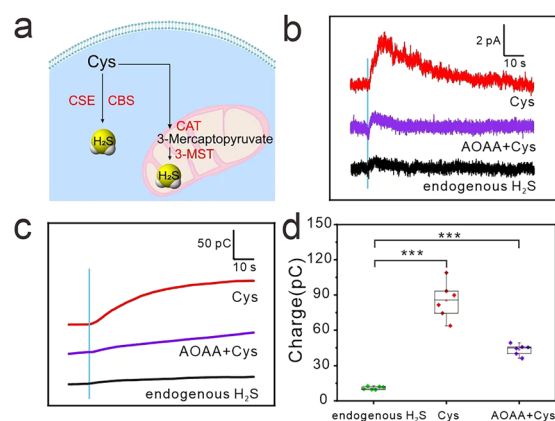 a
Cys
CSE CBS
H₂S
CAT
3-Mercaptopyruvate
3-MST
H₂S
b
2 pA
10 s
Cys
AOAA+Cys
endogenous H₂S
c
50 pC
10 s
Cys
AOAA+Cys
endogenous H₂S
d
Charge(pC)
150
120
90
60
30
0
***
***
endogenous H₂S Cys AOAA+Cys